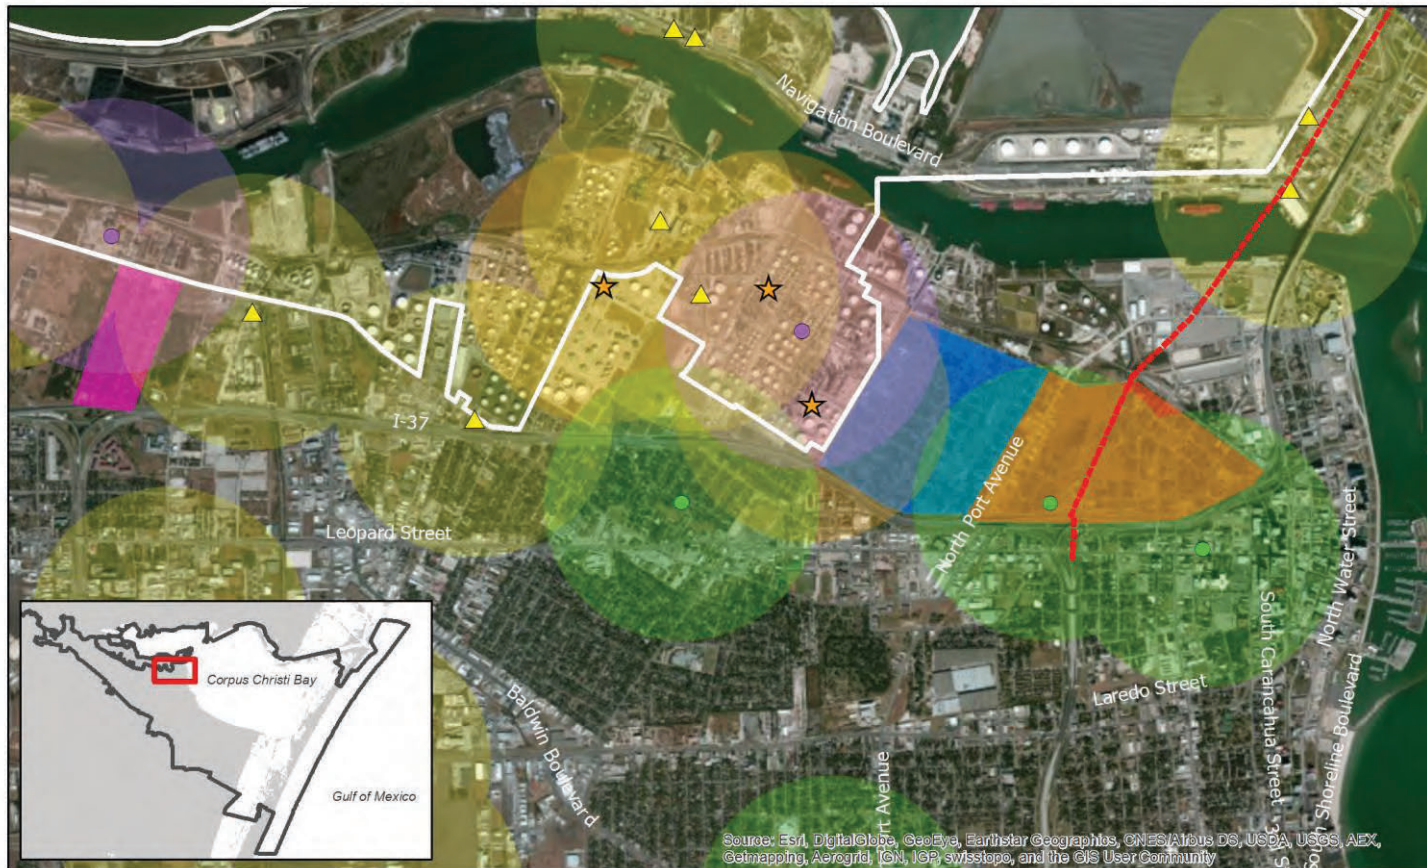 Navigation Boulevard
I-37
North Port Avenue
Leopard Street
South Carancahua Street
North Water Street
Laredo Street
Baldwin Boulevard
Shoreline Boulevard
Corpus Christi Bay
Gulf of Mexico
Source: Esri, DigitalGlobe, GeoEye, Earthstar Geographics, CNES/Airbus DS, USDA, USGS, AEX,
Getmapping, Aerogrid, IGN, IGP, swisstopo, and the GIS User Community